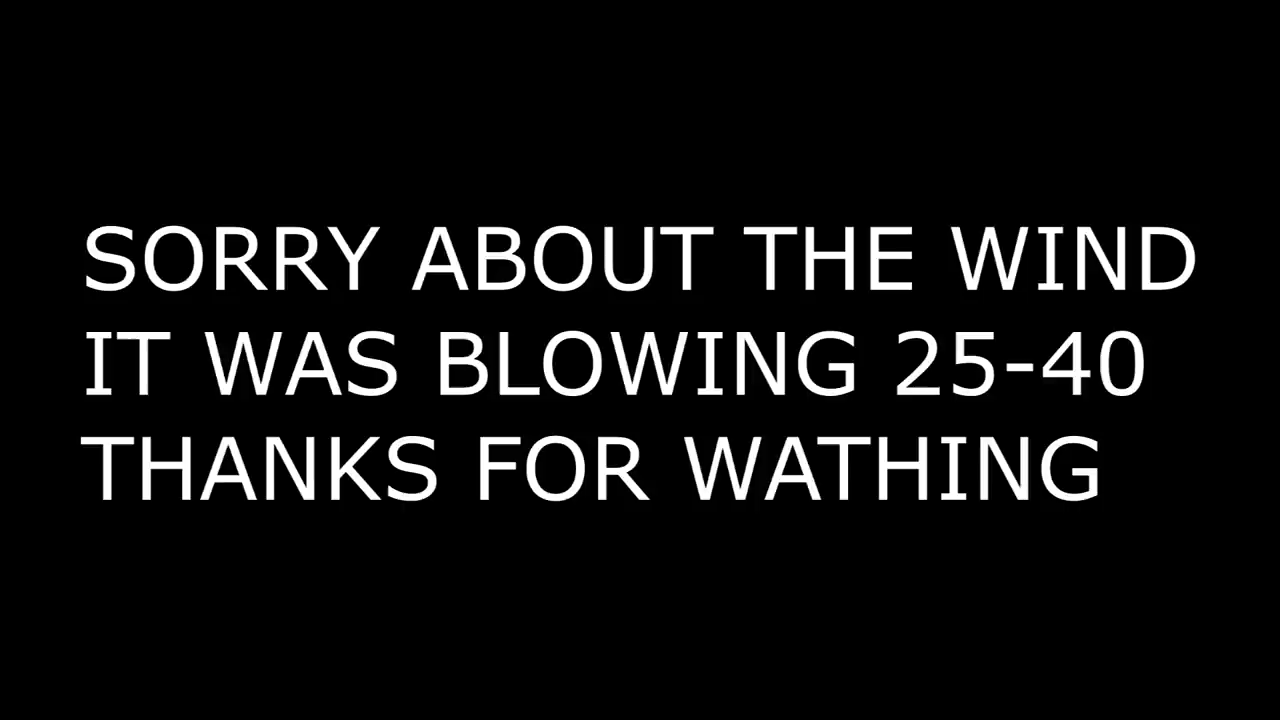 SORRY ABOUT THE WIND
IT WAS BLOWING 25-40
THANKS FOR WATHING